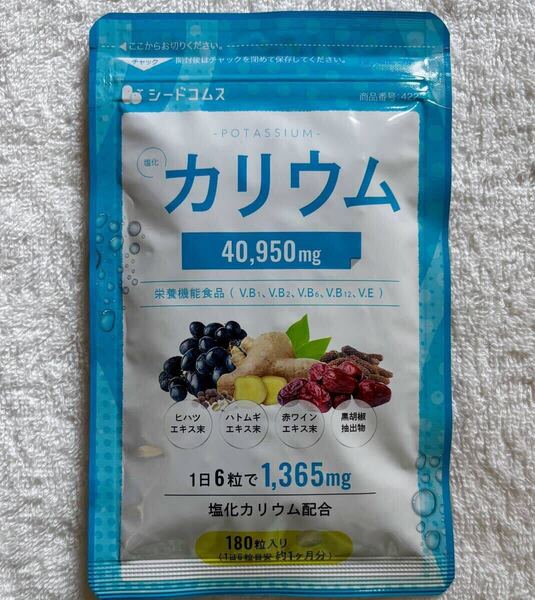 ここからお切りください。
チャック
開封後はチャックを閉めて保存してください。
シードコムス
商品番号:422
-POTASSIUM-
塩化
カリウム
40,950mg
栄養機能食品 ( V.B1、V.B2、V.B6、V.B12、V.E )
ヒハツ
エキス末
ハトムギ
エキス末
赤ワイン
エキス末
黒胡椒
抽出物
1日6粒で1,365mg
塩化カリウム配合
180粒入り
(1日6粒目安 約1ヶ月分)